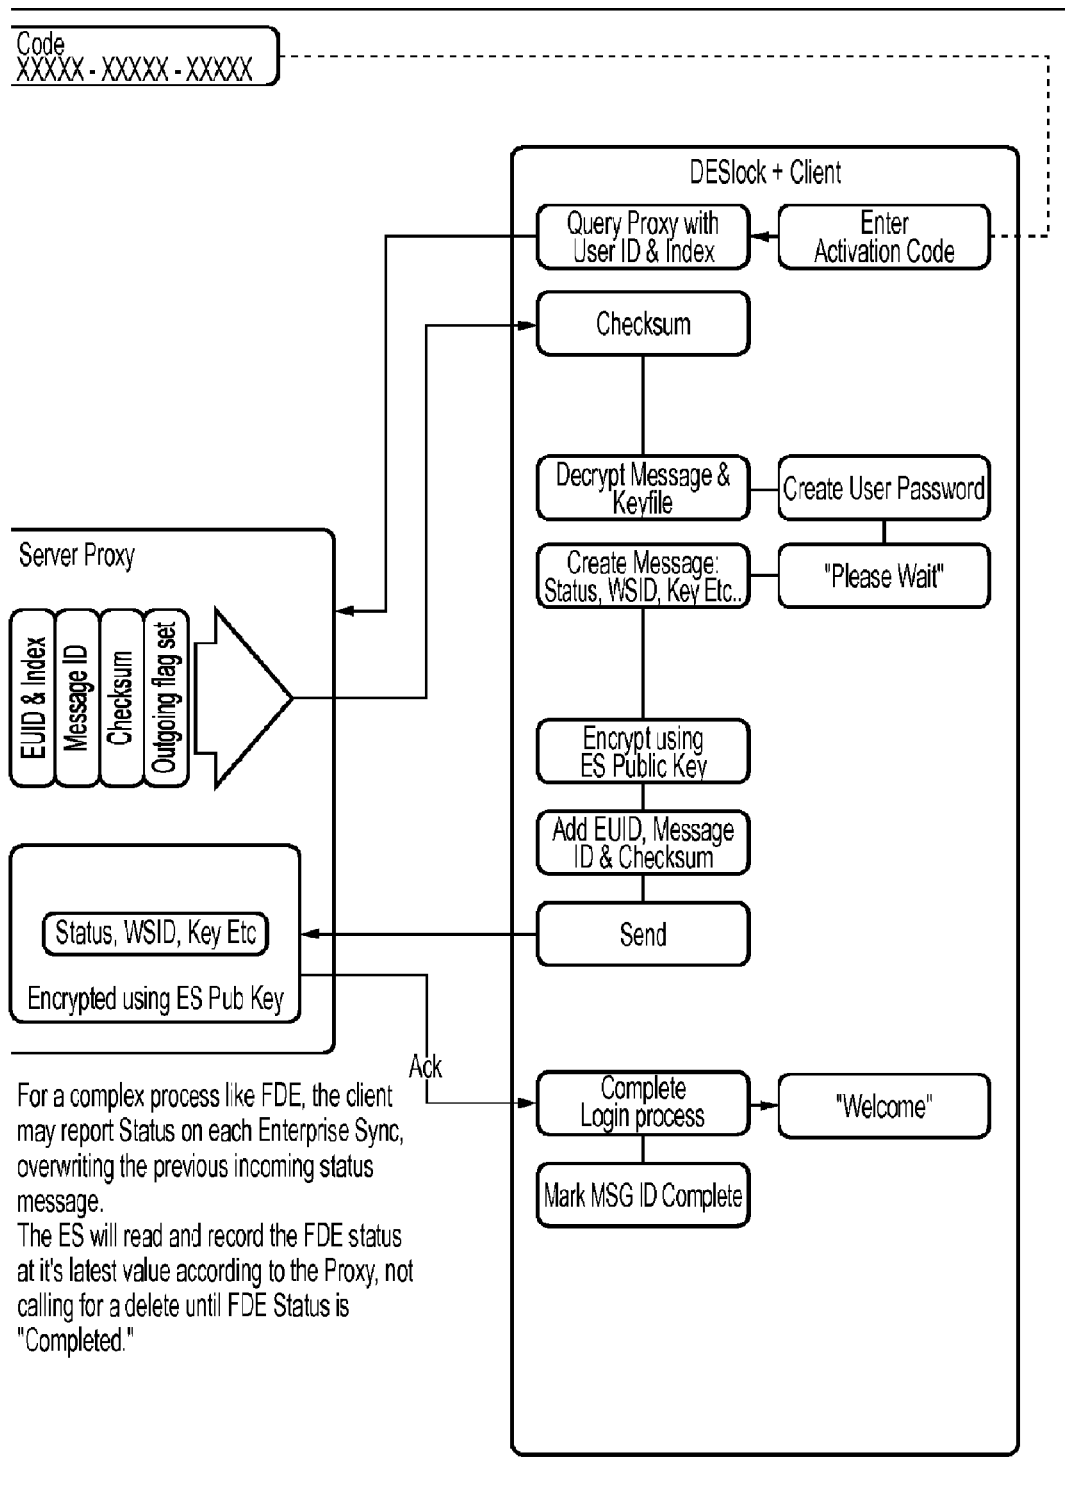 Code
XXXXX - XXXXX - XXXXX
DESlock + Client
Query Proxy with
User ID & Index
Enter
Activation Code
Checksum
Decrypt Message &
Keyfile
Create User Password
Create Message:
Status, WSID, Key Etc..
"Please Wait"
Server Proxy
EUID & Index
Message ID
Checksum
Outgoing flag set
Encrypt using
ES Public Key
Add EUID, Message
ID & Checksum
Send
Status, WSID, Key Etc
Encrypted using ES Pub Key
Ack
Complete
Login process
"Welcome"
Mark MSG ID Complete
For a complex process like FDE, the client
may report Status on each Enterprise Sync,
overwriting the previous incoming status
message.
The ES will read and record the FDE status
at it's latest value according to the Proxy, not
calling for a delete until FDE Status is
"Completed."